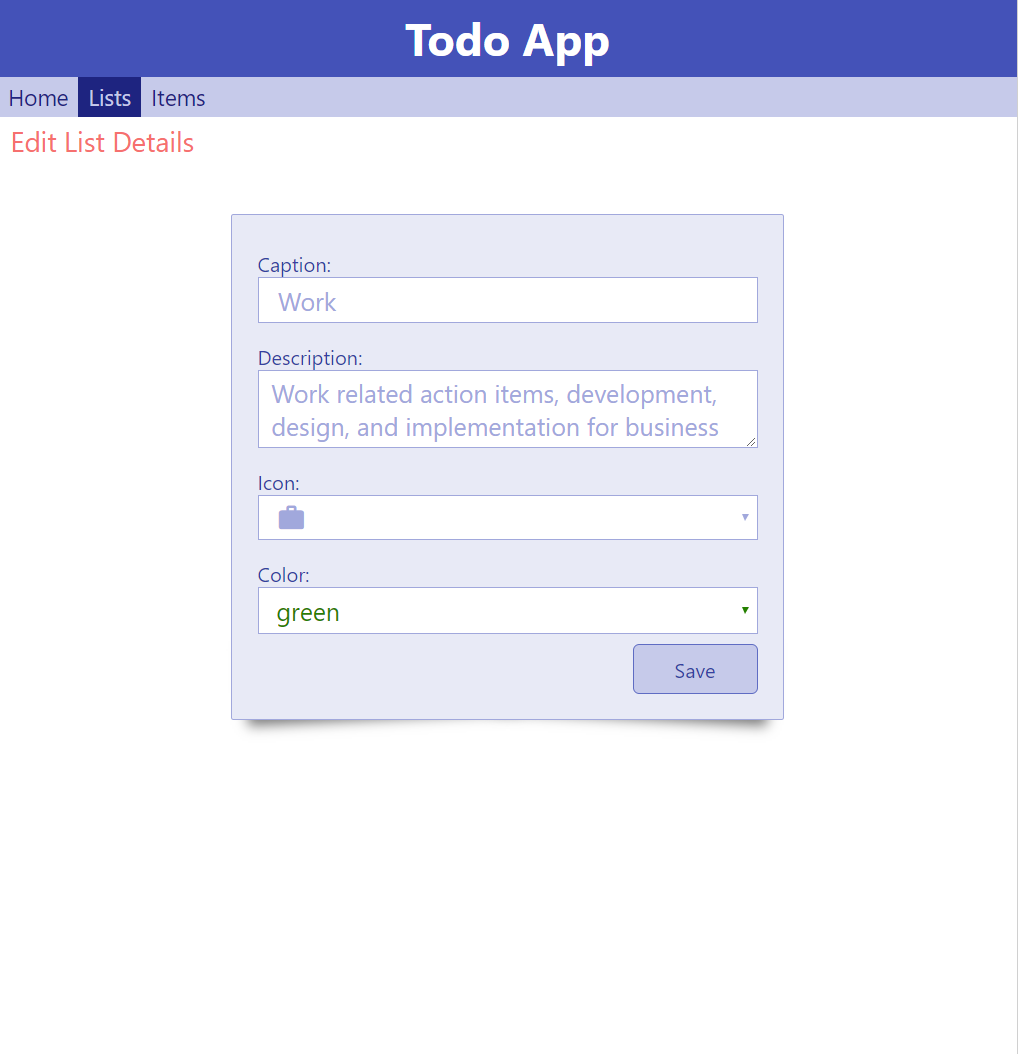 Todo App
Home Lists Items
Edit List Details
Caption:
Work
Description:
Work related action items, development,
design, and implementation for business
Icon:
Color:
green
Save